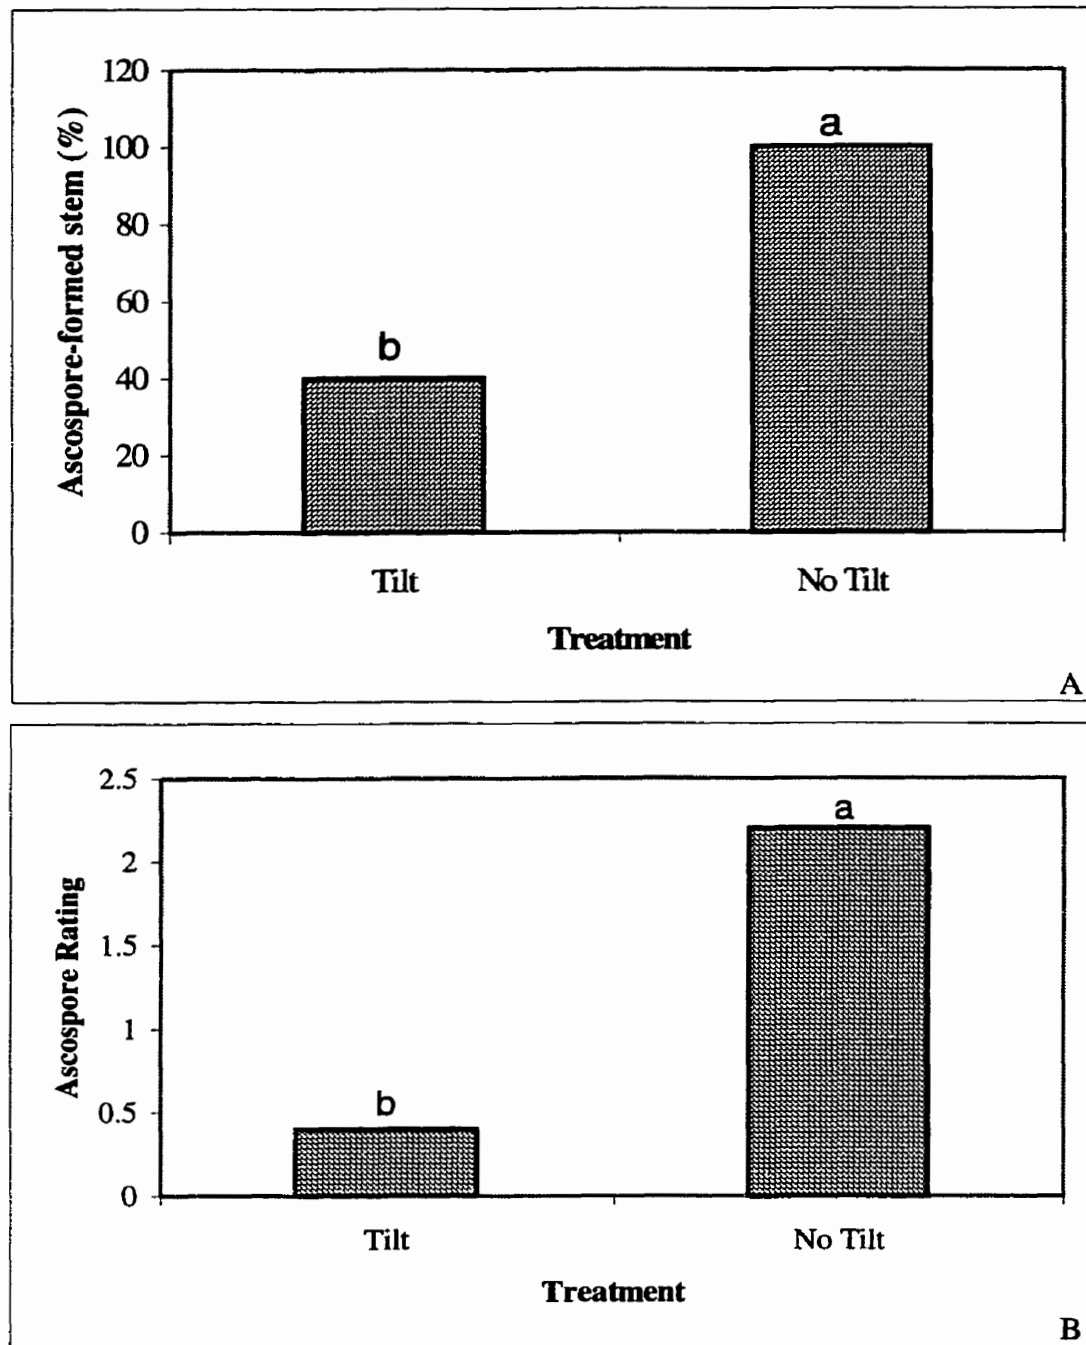 120
100
80
60
40
20
0
Ascospore-formed stem (%)
b
a
Tilt
No Tilt
Treatment
A
2.5
2
1.5
1
0.5
0
Ascospore Rating
b
a
Tilt
No Tilt
Treatment
B